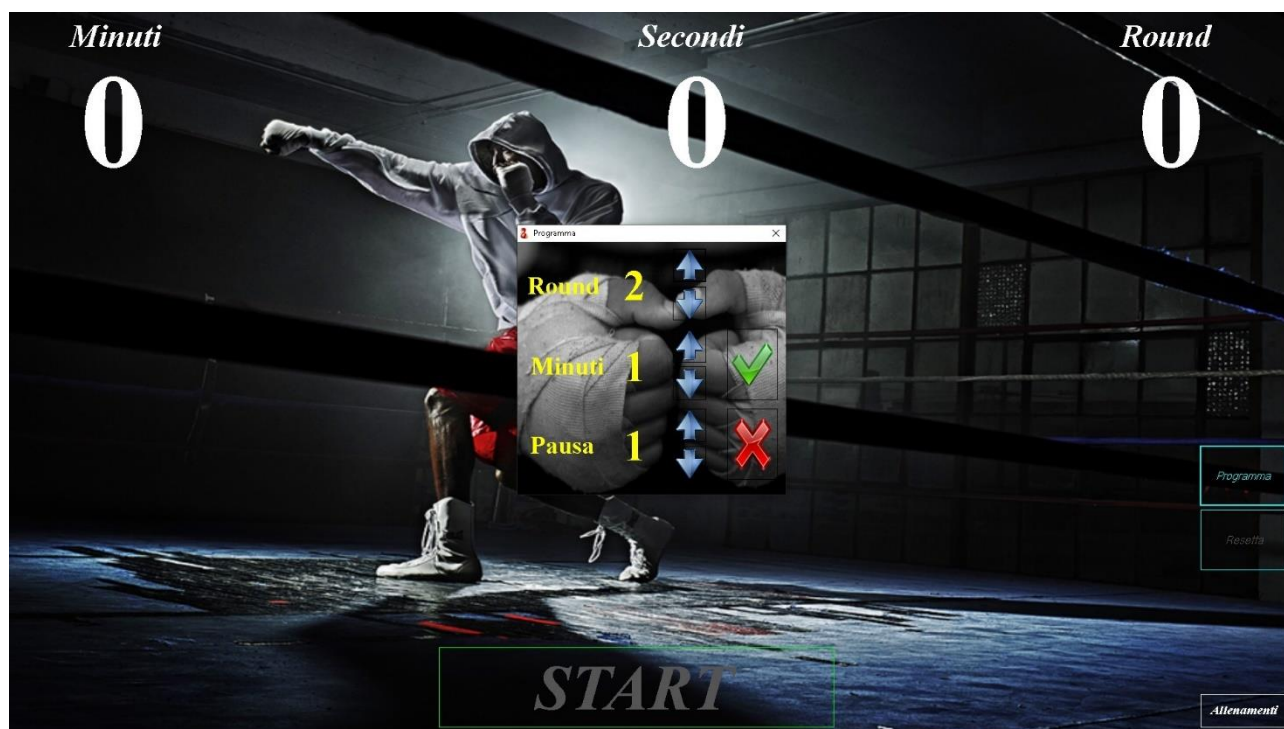 Minuti
Secondi
Round
0
0
0
Programma
Round 2
Minuti 1
Pausa 1
Programma
Resetta
START
Allenamenti